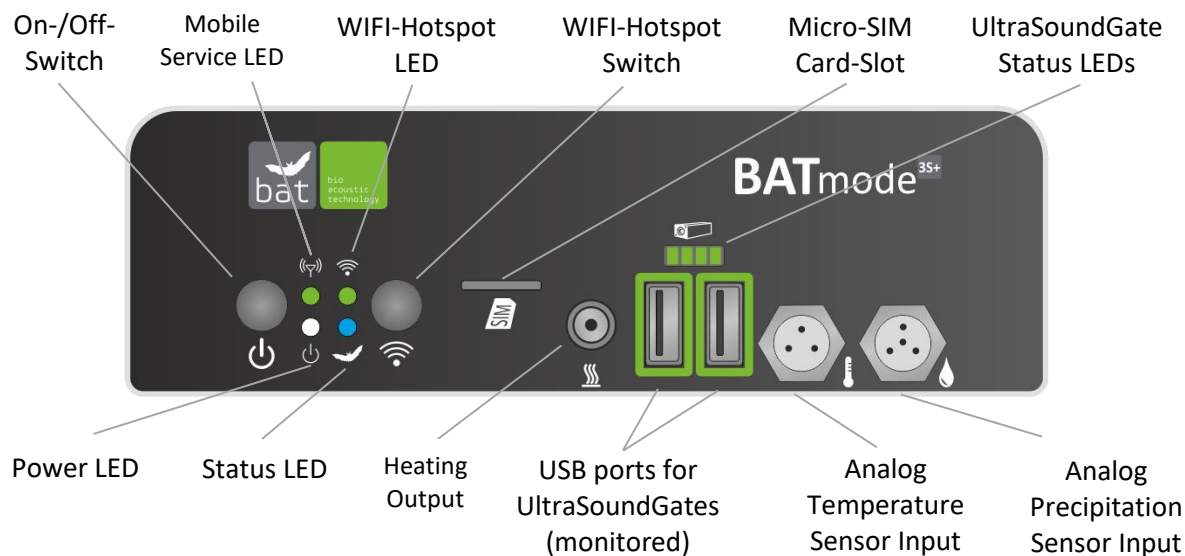 On-/Off-
Switch
Mobile
Service LED
WIFI-Hotspot
LED
WIFI-Hotspot
Switch
Micro-SIM
Card-Slot
UltraSoundGate
Status LEDs
bat
bio
acoustic
technology
BATmode 3S+
SIM
Power LED
Status LED
Heating
Output
USB ports for
UltraSoundGates
(monitored)
Analog
Temperature
Sensor Input
Analog
Precipitation
Sensor Input